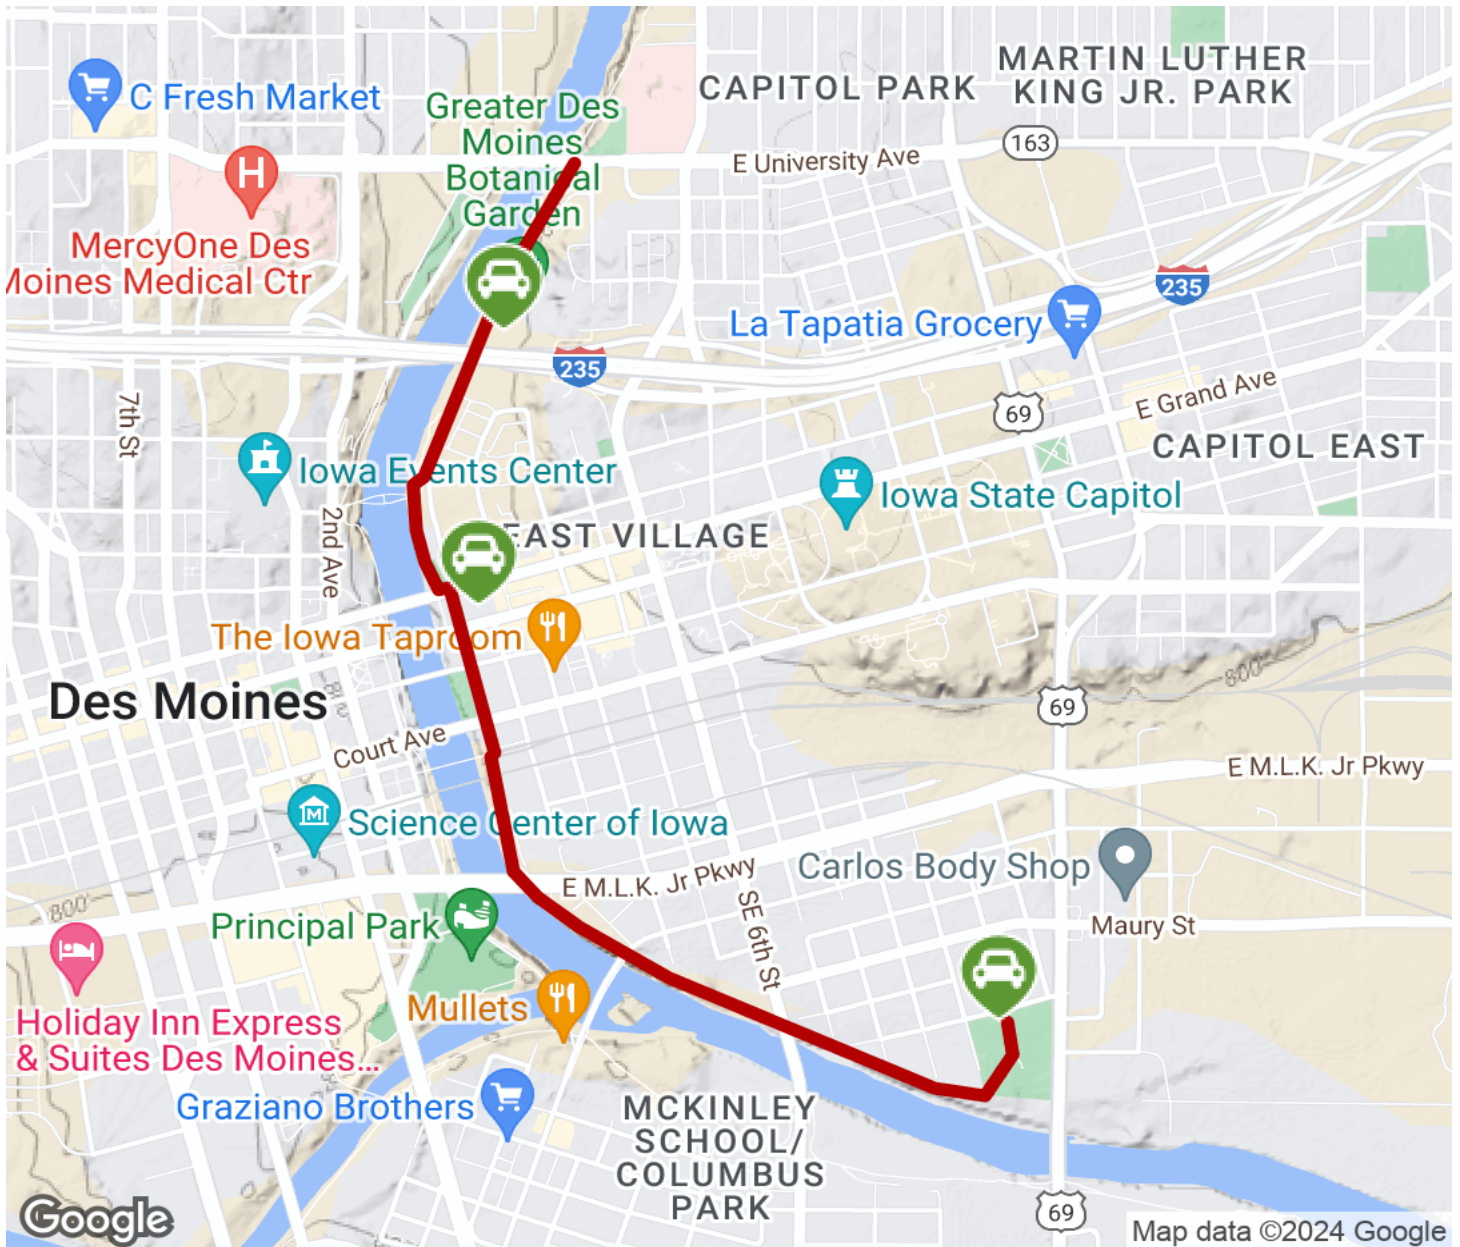 MARTIN LUTHER
KING JR. PARK
CAPITOL PARK
C Fresh Market
Greater Des
Moines
Botanical
Garden
163
E University Ave
H
MercyOne Des
Moines Medical Ctr
235
La Tapatia Grocery
235
69
E Grand Ave
7th St
CAPITOL EAST
Iowa Events Center
Iowa State Capitol
2nd Ave
EAST VILLAGE
The Iowa Taproom
800
Des Moines
69
Court Ave
E M.L.K. Jr Pkwy
M
Science Center of Iowa
Carlos Body Shop
E M.L.K. Jr Pkwy
800
SE 6th St
Principal Park
Maury St
Mullets
Holiday Inn Express
& Suites Des Moines...
Graziano Brothers
MCKINLEY
SCHOOL/
COLUMBUS
PARK
69
Google
Map data ©2024 Google